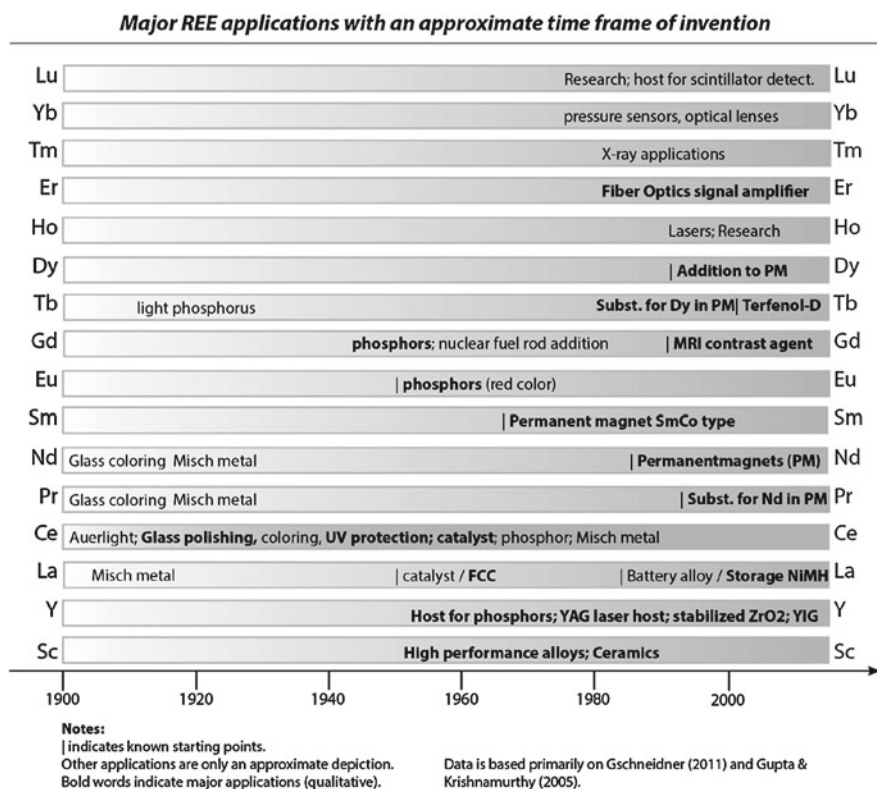 Major REE applications with an approximate time frame of invention
Lu Research; host for scintillator detect. Lu
Yb pressure sensors, optical lenses Yb
Tm X-ray applications Tm
Er Fiber Optics signal amplifier Er
Ho Lasers; Research Ho
Dy | Addition to PM Dy
Tb light phosphorus Subst. for Dy in PM| Terfenol-D Tb
Gd phosphors; nuclear fuel rod addition | MRI contrast agent Gd
Eu | phosphors (red color) Eu
Sm | Permanent magnet SmCo type Sm
Nd Glass coloring Misch metal | Permanentmagnets (PM) Nd
Pr Glass coloring Misch metal | Subst. for Nd in PM Pr
Ce Auerlight; Glass polishing, coloring, UV protection; catalyst; phosphor; Misch metal Ce
La Misch metal | catalyst / FCC | Battery alloy / Storage NiMH La
Y Host for phosphors; YAG laser host; stabilized ZrO2; YIG Y
Sc High performance alloys; Ceramics Sc
1900 1920 1940 1960 1980 2000
Notes:
| indicates known starting points.
Other applications are only an approximate depiction.
Bold words indicate major applications (qualitative).
Data is based primarily on Gschneidner (2011) and Gupta &
Krishnamurthy (2005).